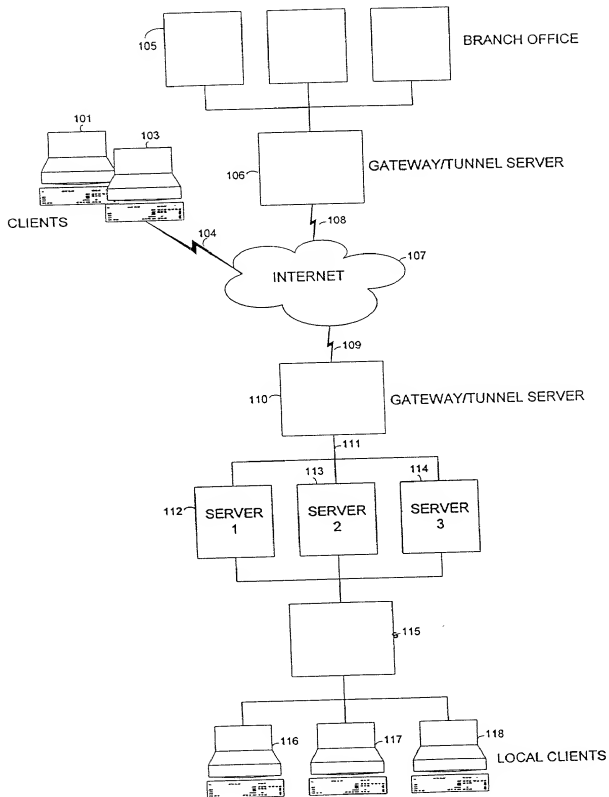 105
BRANCH OFFICE
101
103
106
GATEWAY/TUNNEL SERVER
CLIENTS
104
108
107
INTERNET
109
110
GATEWAY/TUNNEL SERVER
111
113
114
112
SERVER
1
SERVER
2
SERVER
3
115
116
117
118
LOCAL CLIENTS